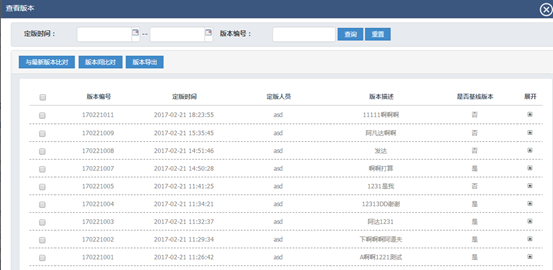 查看版本
定版时间： -- 版本编号： 查询 重置
与最新版本比对 版本间比对 版本导出
版本编号 定版时间 定版人员 版本描述 是否基线版本 展开
170221011 2017-02-21 18:23:55 asd 11111啊啊啊 否
170221009 2017-02-21 15:35:45 asd 阿凡达啊啊 否
170221008 2017-02-21 14:51:46 asd 发达 否
170221007 2017-02-21 14:50:28 asd 啊啊打算 是
170221005 2017-02-21 11:41:25 asd 1231是我 否
170221004 2017-02-21 11:34:21 asd 12313DD谢谢 是
170221003 2017-02-21 11:32:37 asd 阿达1231 是
170221002 2017-02-21 11:29:34 asd 下啊啊啊阿道夫 是
170221001 2017-02-21 11:26:42 asd A啊啊1221测试 是